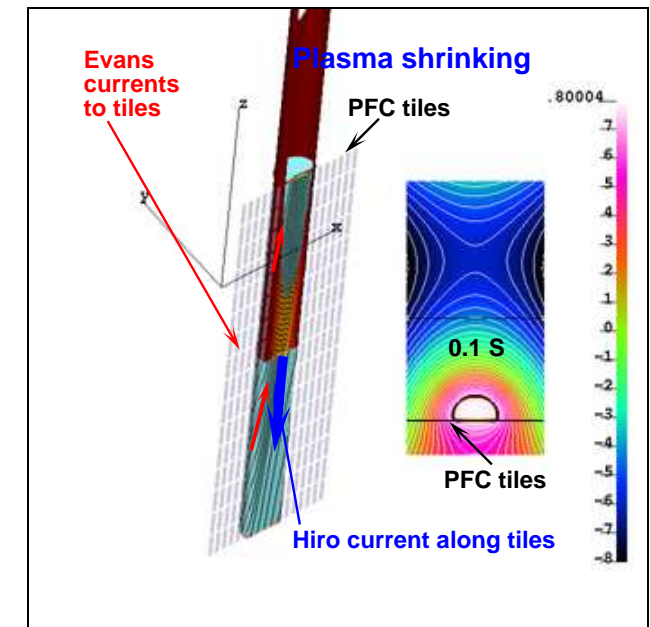 Plasma shrinking
Evans
currents
to tiles
PFC tiles
z
y
x
.80004
.7
.6
.5
.4
.3
.2
.1
.0
-.1
-.2
-.3
-.4
-.5
-.6
-.7
-.8
0.1 S
PFC tiles
Hiro current along tiles